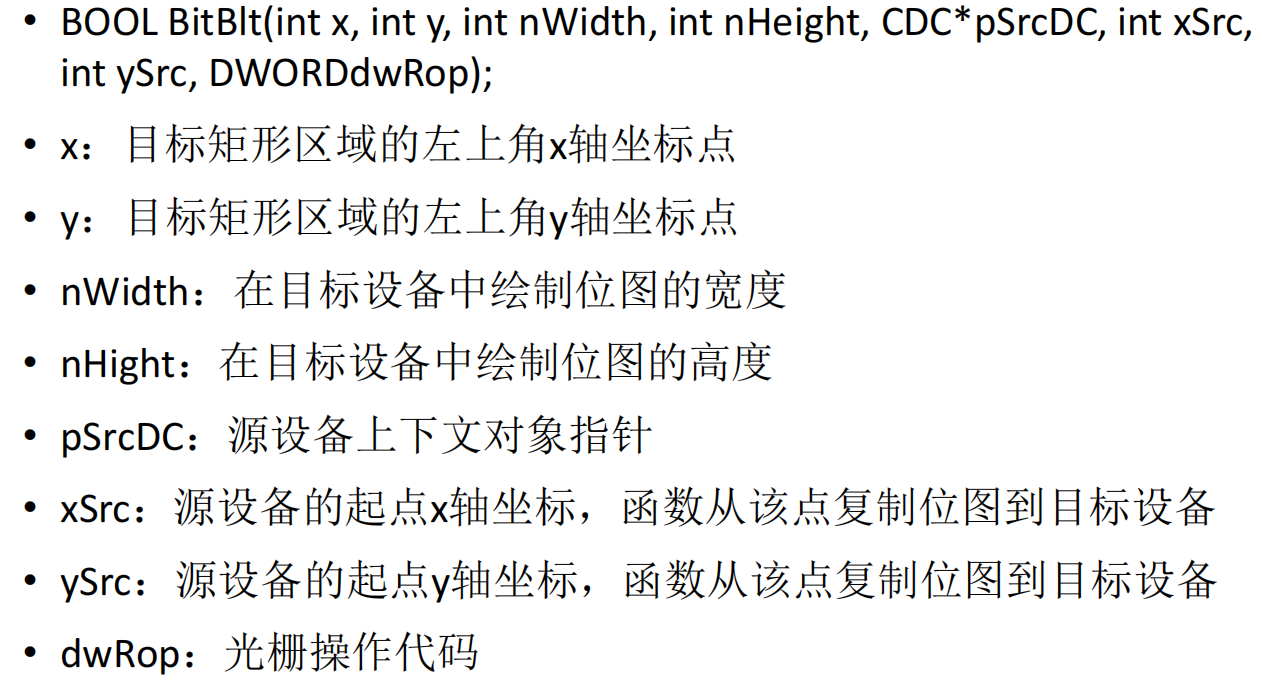 • BOOL BitBlt(int x, int y, int nWidth, int nHeight, CDC*pSrcDC, int xSrc,
int ySrc, DWORDdwRop);
• x：目标矩形区域的左上角x轴坐标点
• y：目标矩形区域的左上角y轴坐标点
• nWidth：在目标设备中绘制位图的宽度
• nHight：在目标设备中绘制位图的高度
• pSrcDC：源设备上下文对象指针
• xSrc：源设备的起点x轴坐标，函数从该点复制位图到目标设备
• ySrc：源设备的起点y轴坐标，函数从该点复制位图到目标设备
• dwRop：光栅操作代码